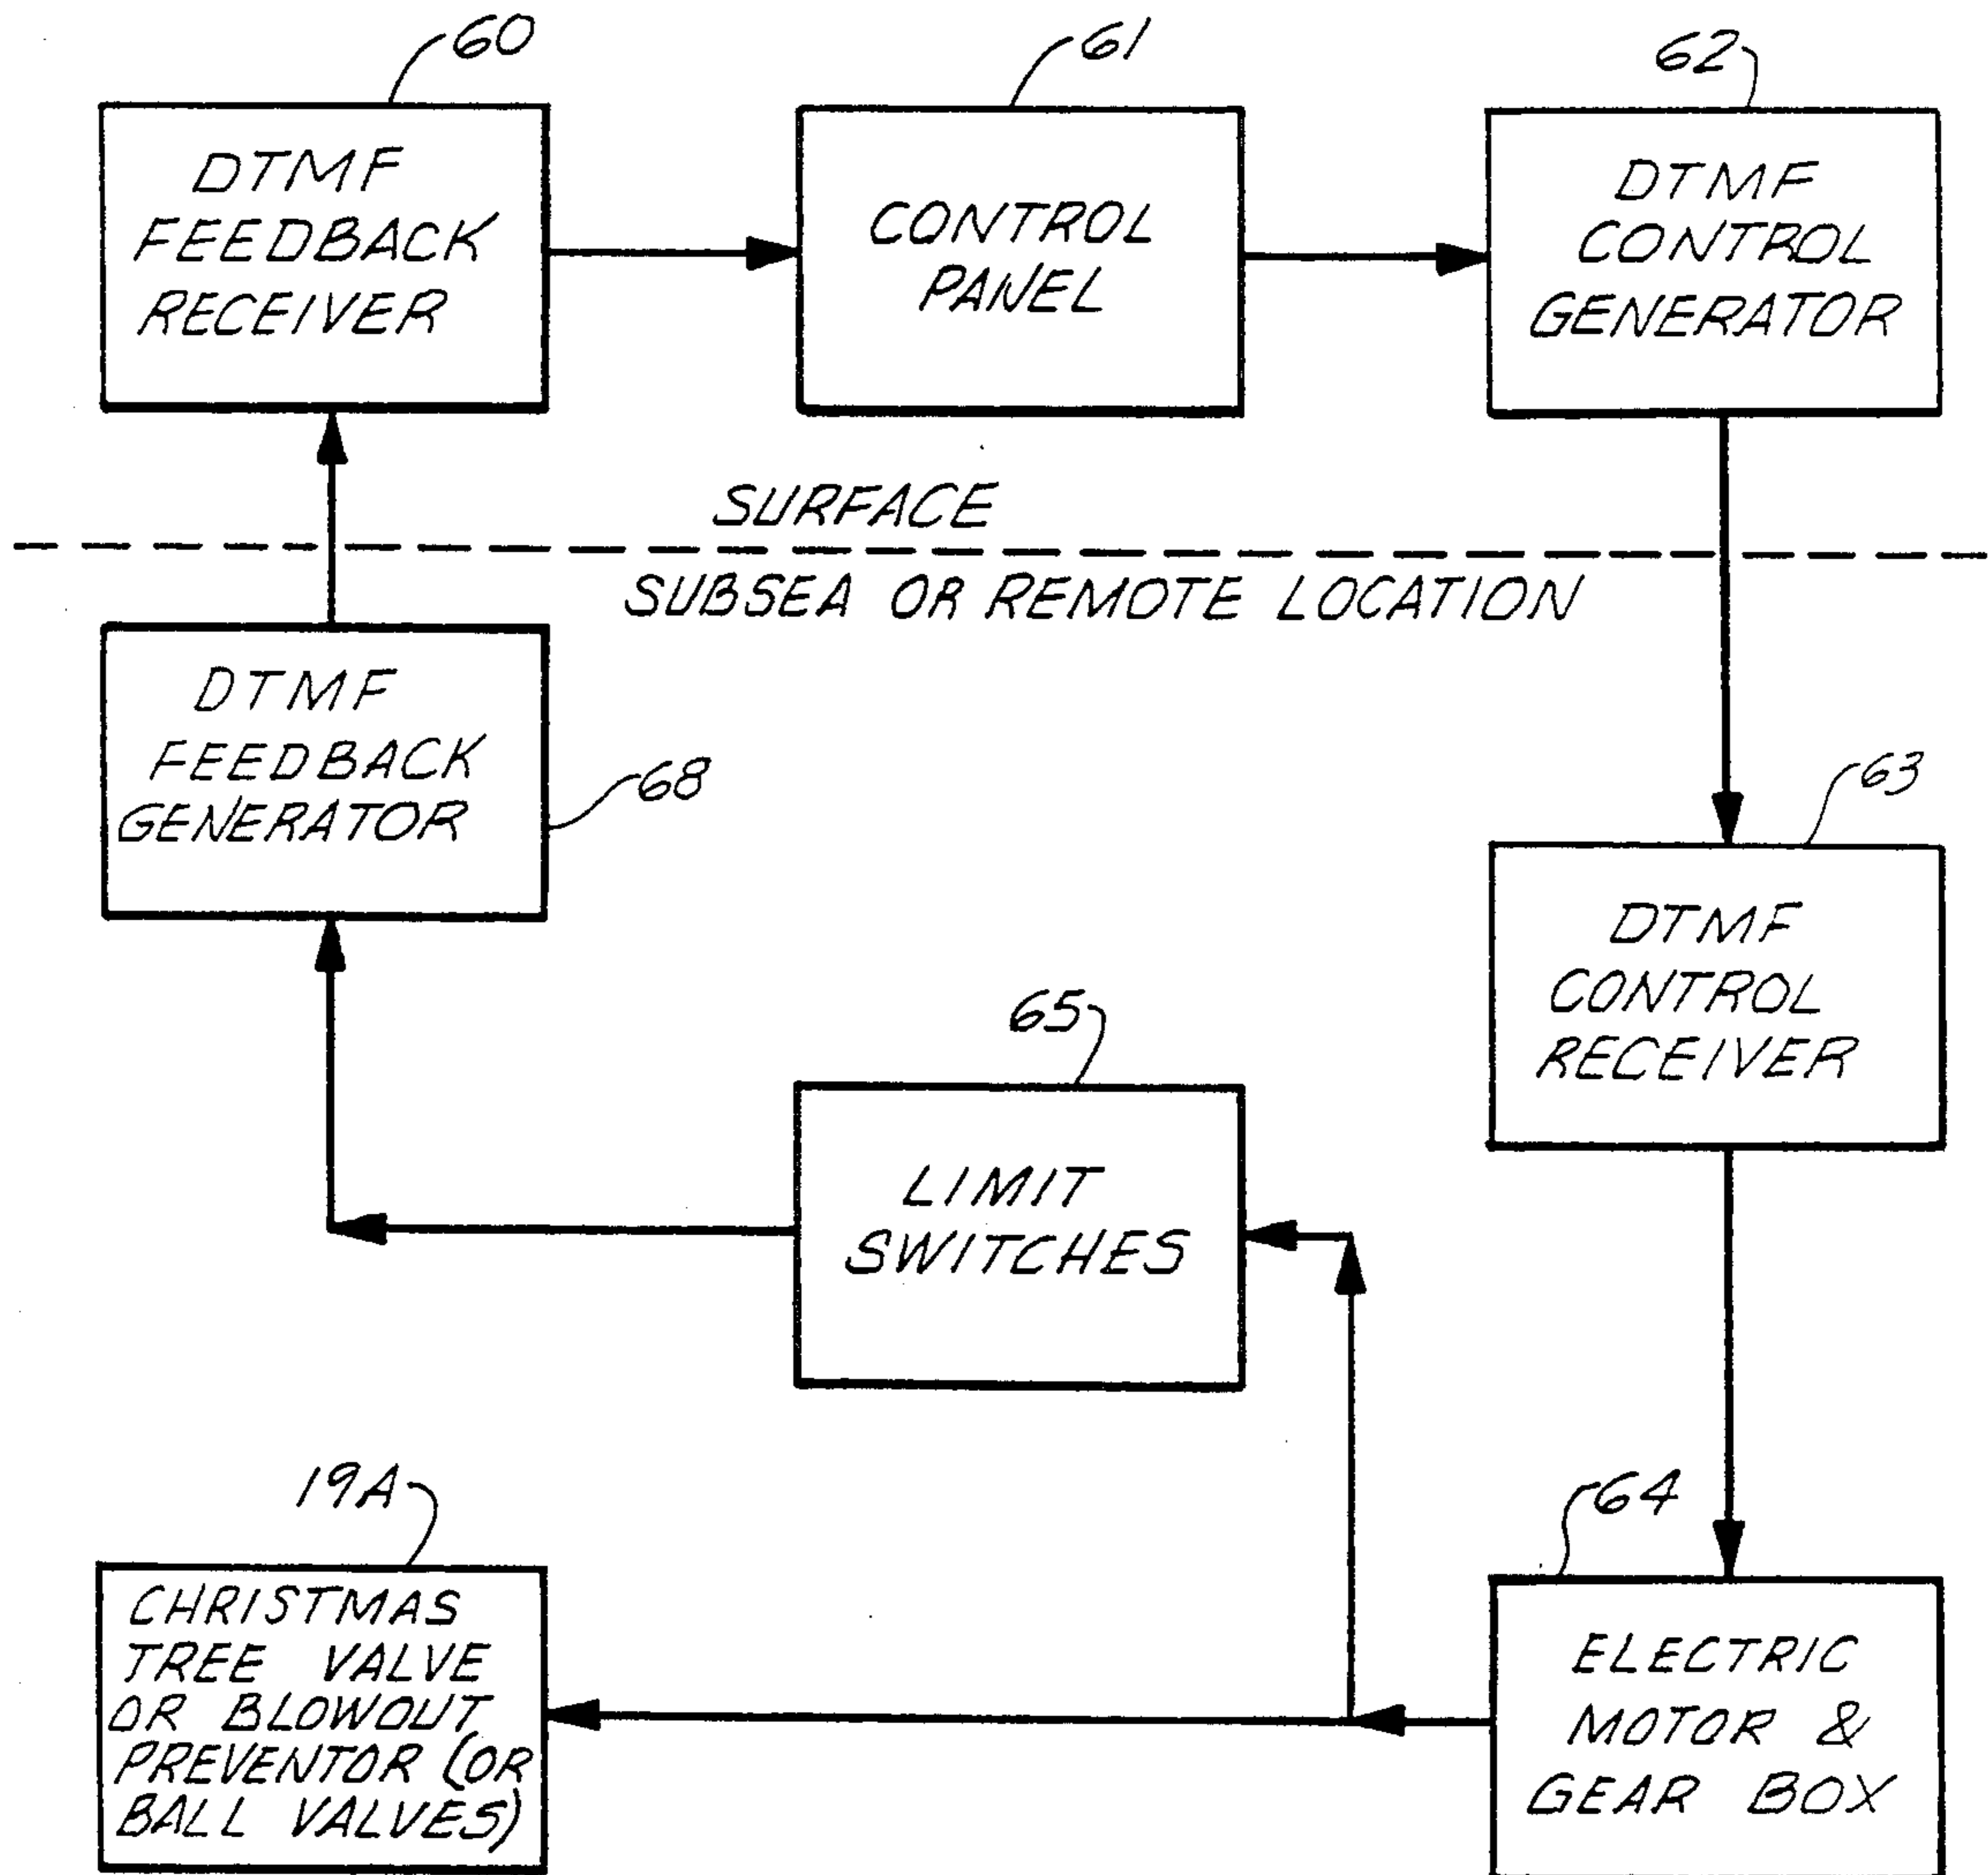 60
61
62
DTMF
FEEDBACK
RECEIVER
CONTROL
PANEL
DTMF
CONTROL
GENERATOR
SURFACE
SUBSEA OR REMOTE LOCATION
DTMF
FEEDBACK
GENERATOR
68
63
DTMF
CONTROL
RECEIVER
65
LIMIT
SWITCHES
19A
CHRISTMAS
TREE VALVE
OR BLOWOUT
PREVENTOR (OR
BALL VALVES)
64
ELECTRIC
MOTOR &
GEAR BOX